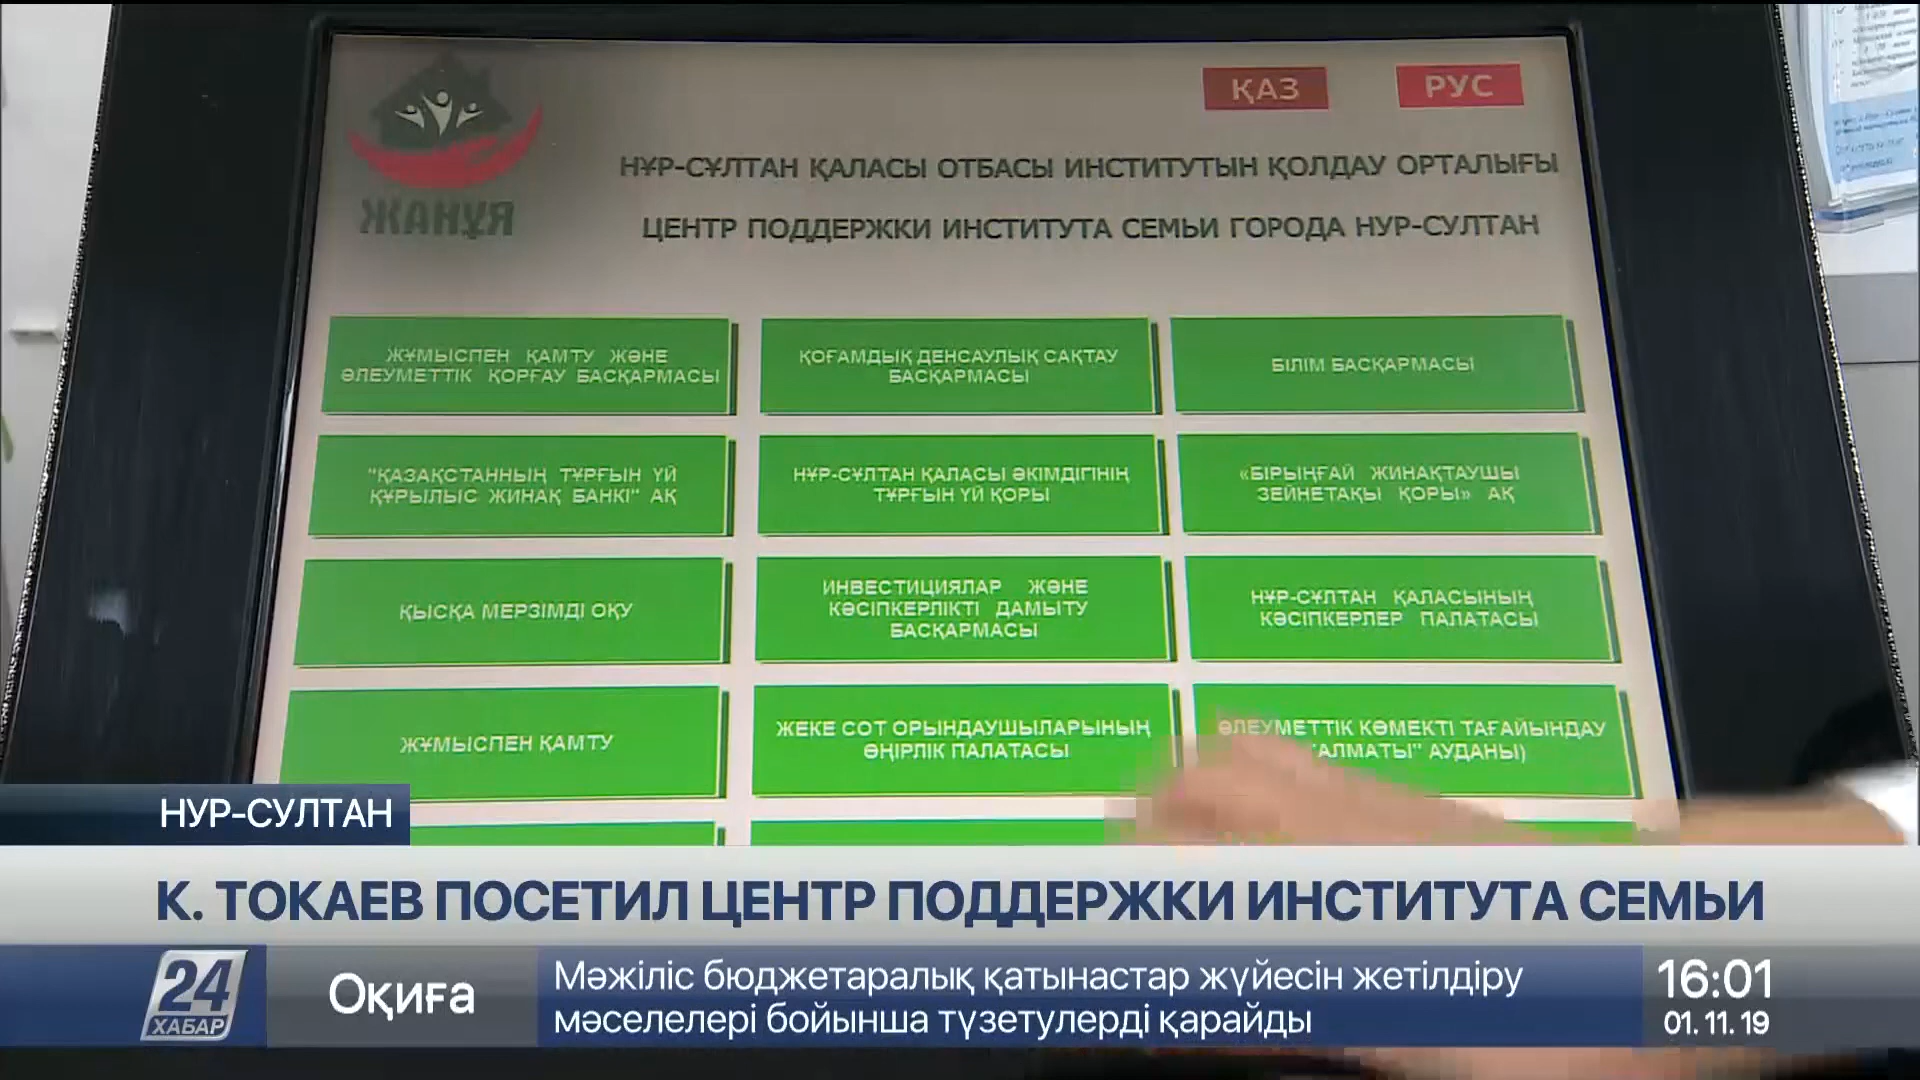 ҚАЗ
РУС
ЖАНҰЯ
НҰР-СҰЛТАН ҚАЛАСЫ ОТБАСЫ ИНСТИТУТЫН ҚОЛДАУ ОРТАЛЫҒЫ
ЦЕНТР ПОДДЕРЖКИ ИНСТИТУТА СЕМЬИ ГОРОДА НУР-СУЛТАН
ЖҰМЫСПЕН ҚАМТУ ЖӘНЕ
ӘЛЕУМЕТТІК ҚОРҒАУ БАСҚАРМАСЫ
ҚОҒАМДЫҚ ДЕНСАУЛЫҚ САҚТАУ
БАСҚАРМАСЫ
БІЛІМ БАСҚАРМАСЫ
"ҚАЗАҚСТАННЫҢ ТҰРҒЫН ҮЙ
ҚҰРЫЛЫС ЖИНАҚ БАНКІ" АҚ
НҰР-СҰЛТАН ҚАЛАСЫ ӘКІМДІГІНІҢ
ТҰРҒЫН ҮЙ ҚОРЫ
«БІРЫҢҒАЙ ЖИНАҚТАУШЫ
ЗЕЙНЕТАҚЫ ҚОРЫ» АҚ
ҚЫСҚА МЕРЗІМДІ ОҚУ
ИНВЕСТИЦИЯЛАР ЖӘНЕ
КӘСІПКЕРЛІКТІ ДАМЫТУ
БАСҚАРМАСЫ
НҰР-СҰЛТАН ҚАЛАСЫНЫҢ
КӘСІПКЕРЛЕР ПАЛАТАСЫ
ЖҰМЫСПЕН ҚАМТУ
ЖЕКЕ СОТ ОРЫНДАУШЫЛАРЫНЫҢ
ӨҢІРЛІК ПАЛАТАСЫ
ӘЛЕУМЕТТІК КӨМЕКТІ ТАҒАЙЫНДАУ
"АЛМАТЫ" АУДАНЫ)
НУР-СУЛТАН
К. ТОКАЕВ ПОСЕТИЛ ЦЕНТР ПОДДЕРЖКИ ИНСТИТУТА СЕМЬИ
24
ХАБАР
Оқиға
Мәжіліс бюджетаралық қатынастар жүйесін жетілдіру
мәселелері бойынша түзетулерді қарайды
16:01
01. 11. 19